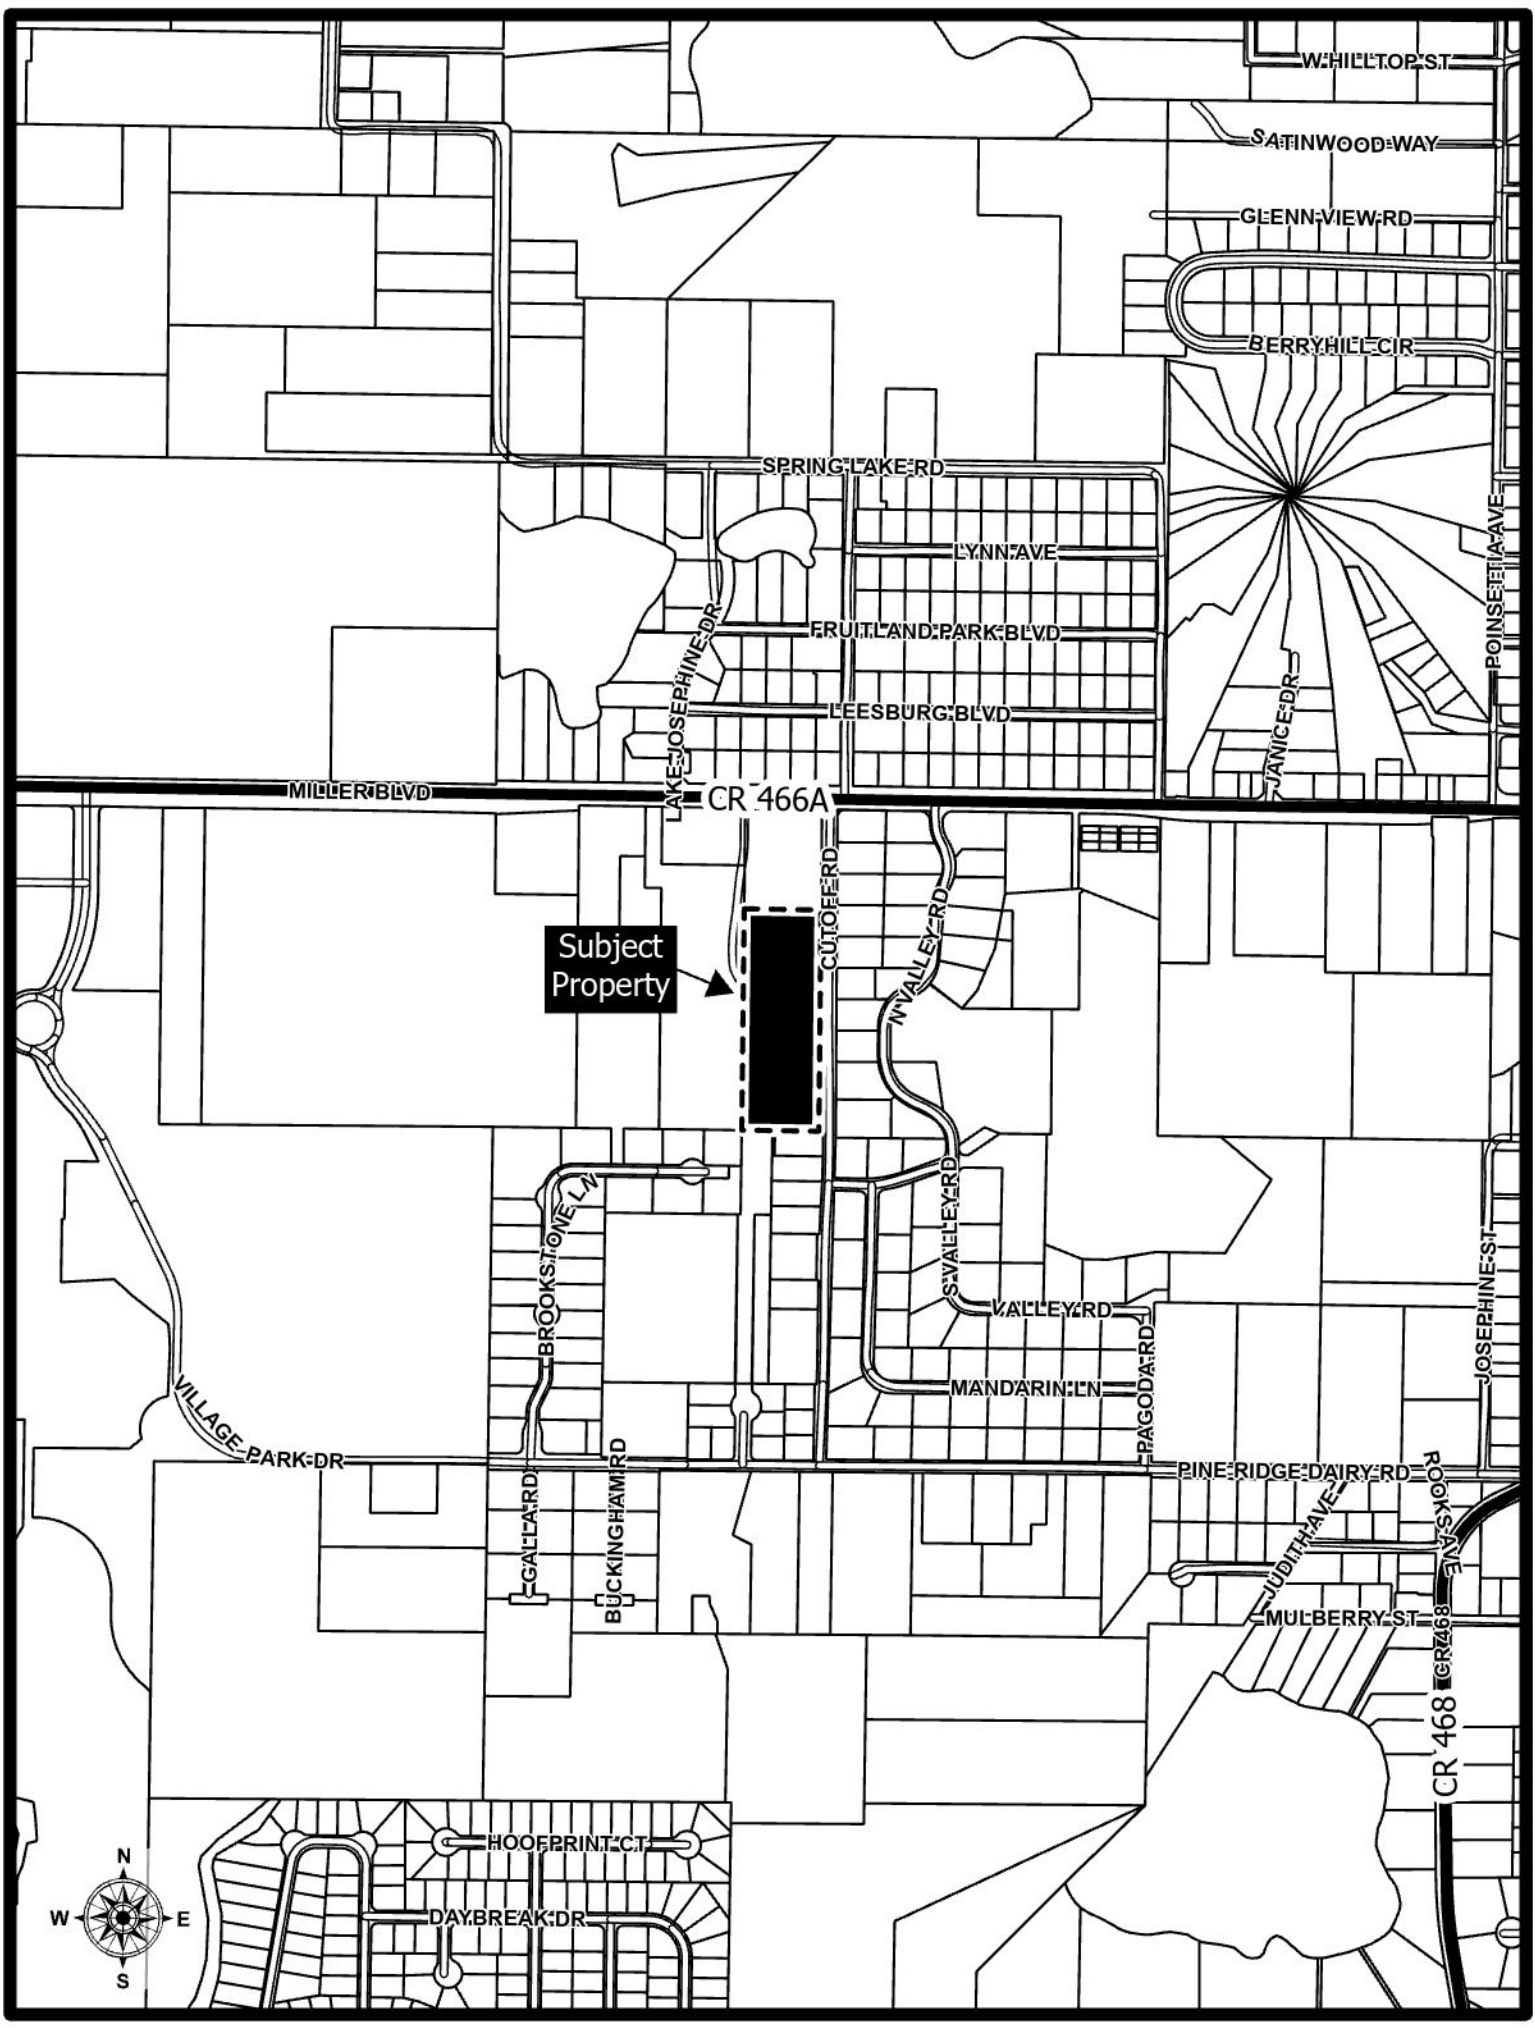 W HILLTOP ST
SATINWOOD WAY
GLENN VIEW RD
BERRYHILL CIR
SPRING LAKE RD
POINSETTIA AVE
LYNN AVE
LAKE JOSEPHINE DR
FRUITLAND PARK BLVD
LEESBURG BLVD
JANICE DR
MILLER BLVD
CR 466A
CUTOFF RD
N VALLEY RD
Subject
Property
BROOKSTONE LN
S VALLEY RD
JOSEPHINE ST
VALLEY RD
PAGODA RD
MANDARIN LN
VILLAGE PARK DR
PINE RIDGE DAIRY RD
ROOKS AVE
GALLA RD
BUCKINGHAM RD
JUDITH AVE
MULBERRY ST
CR 468
CR 468
HOOFPRINT CT
DAYBREAK DR
N
W E
S